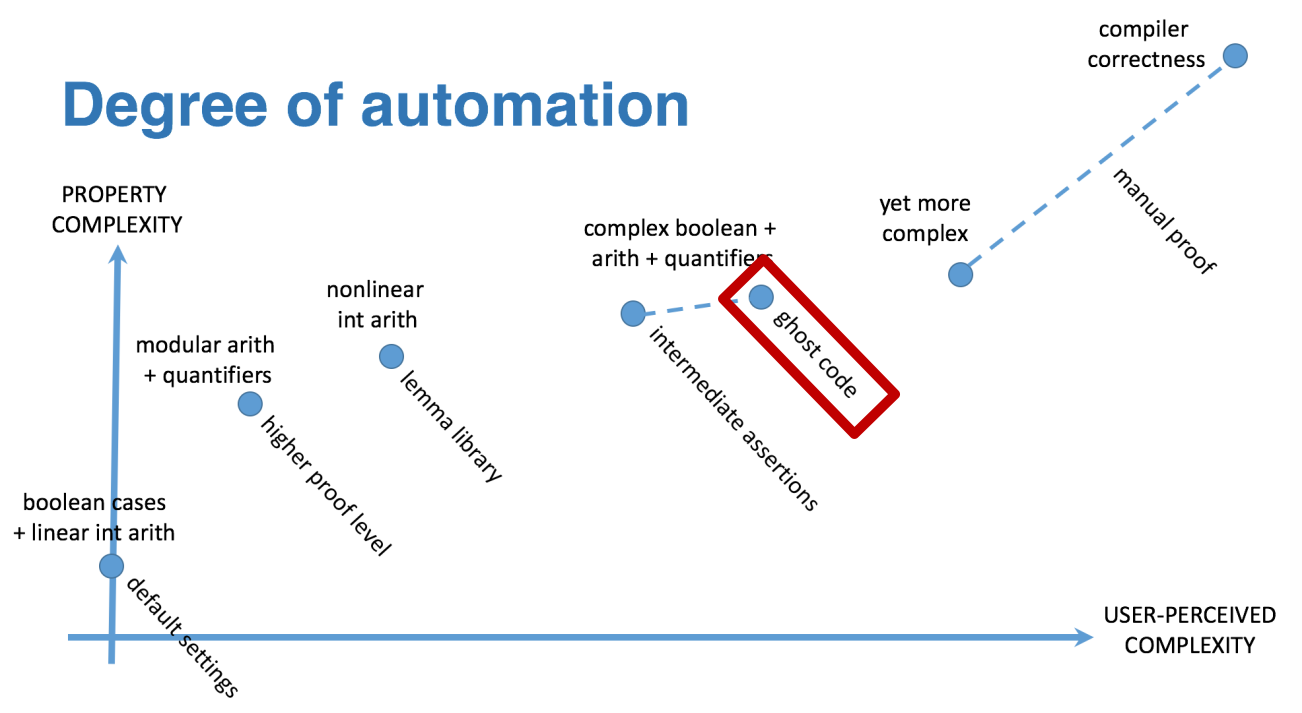 compiler
correctness
Degree of automation
PROPERTY
COMPLEXITY
manual proof
yet more
complex
complex boolean +
arith + quantifiers
ghost code
intermediate assertions
nonlinear
int arith
lemma library
modular arith
+ quantifiers
higher proof level
boolean cases
+ linear int arith
default settings
USER-PERCEIVED
COMPLEXITY